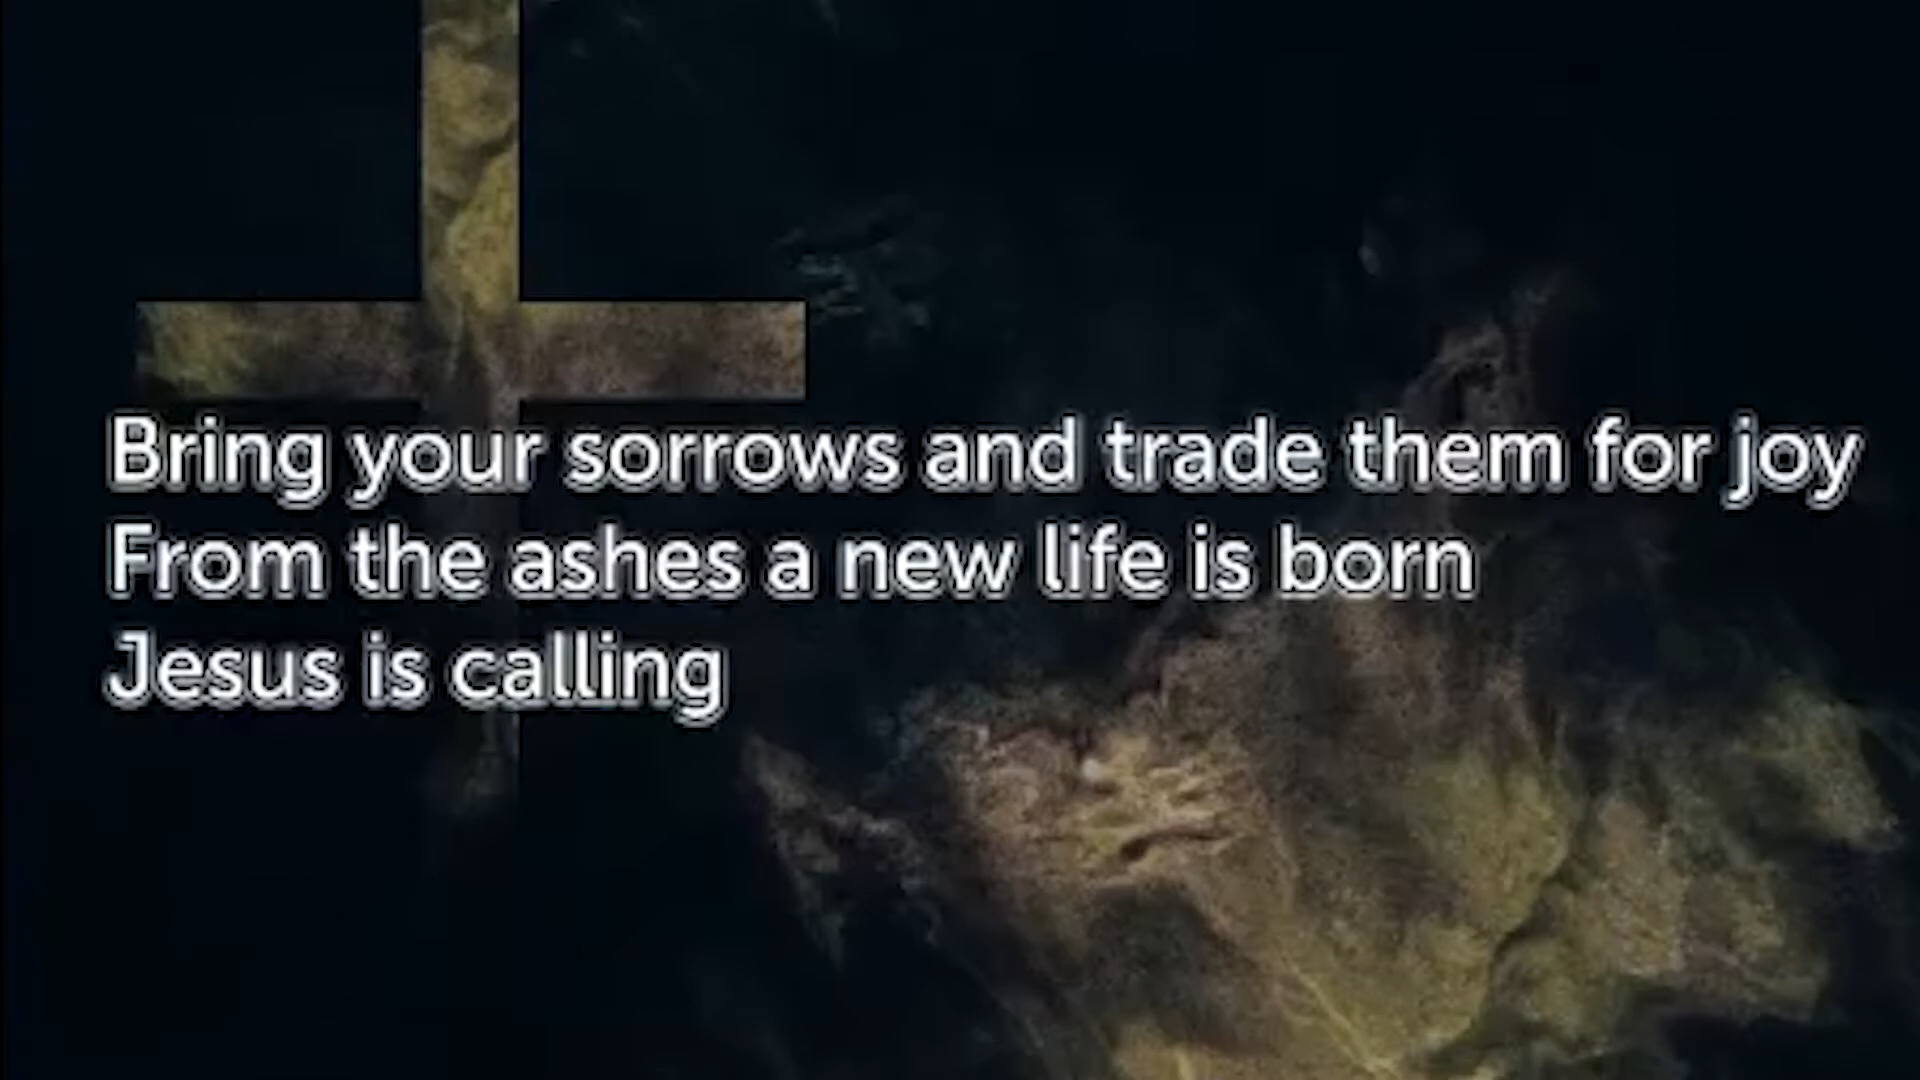 Bring your sorrows and trade them for joy
From the ashes a new life is born
Jesus is calling